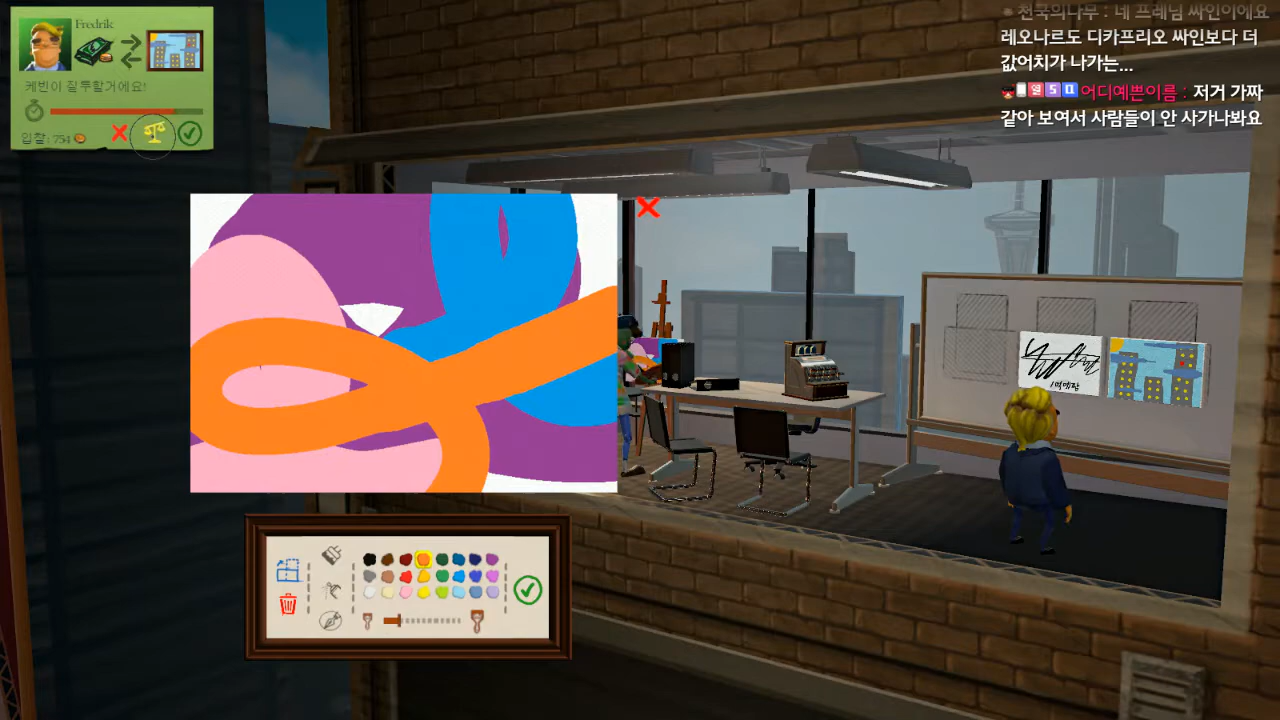 Fredrik
케빈이 잘투할거에요!
입찰: 754
천국의나무 : 네 프레님 싸인이에요
레오나르도 디카프리오 싸인보다 더
값어치가 나가는...
어디예쁜이름 : 저거 가짜
같아 보여서 사람들이 안 사가나봐요